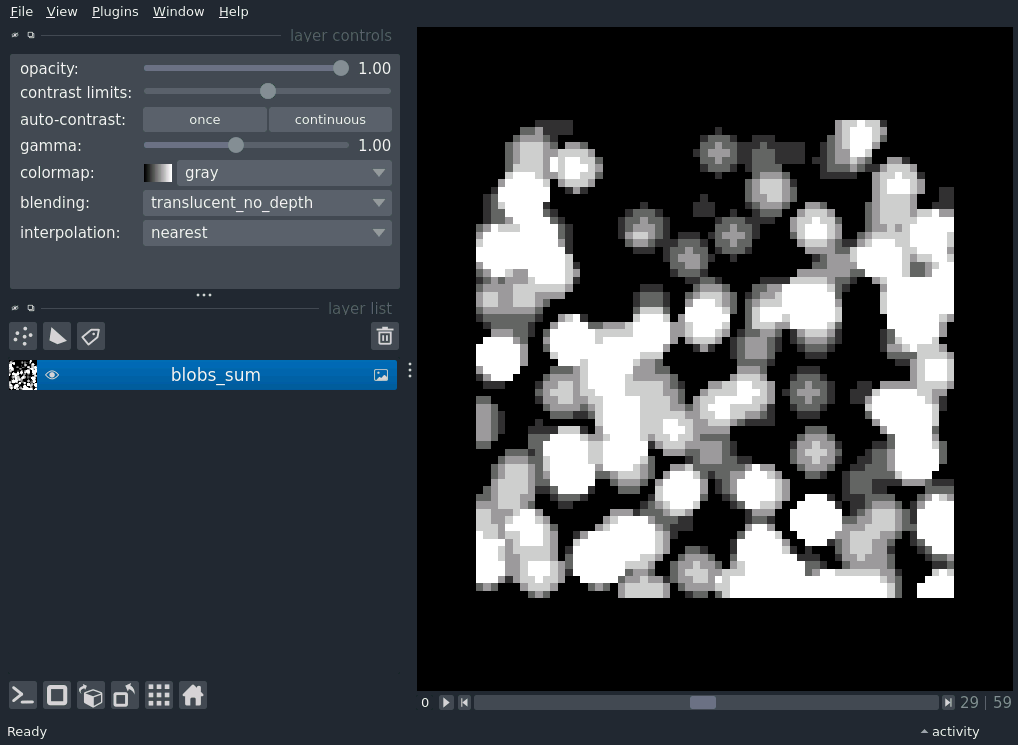 File View Plugins Window Help
layer controls
opacity: 1.00
contrast limits:
auto-contrast: once continuous
gamma: 1.00
colormap: gray
blending: translucent_no_depth
interpolation: nearest
layer list
blobs_sum
0 29 | 59
Ready activity